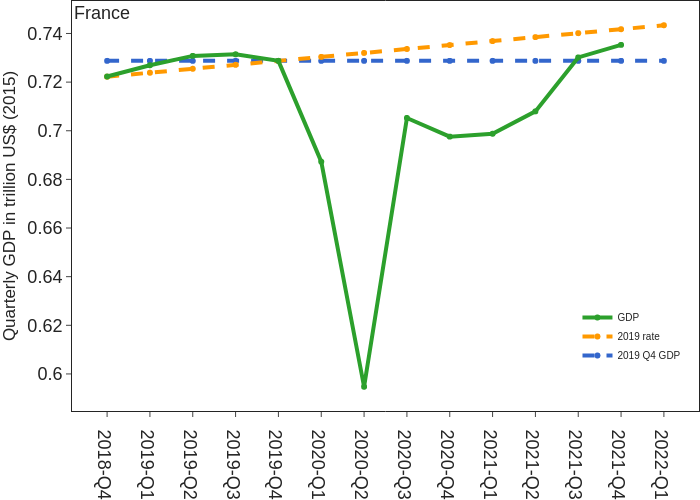 France
Quarterly GDP in trillion US$ (2015)
0.74
0.72
0.7
0.68
0.66
0.64
0.62
0.6
GDP
2019 rate
2019 Q4 GDP
2018-Q4
2019-Q1
2019-Q2
2019-Q3
2019-Q4
2020-Q1
2020-Q2
2020-Q3
2020-Q4
2021-Q1
2021-Q2
2021-Q3
2021-Q4
2022-Q1